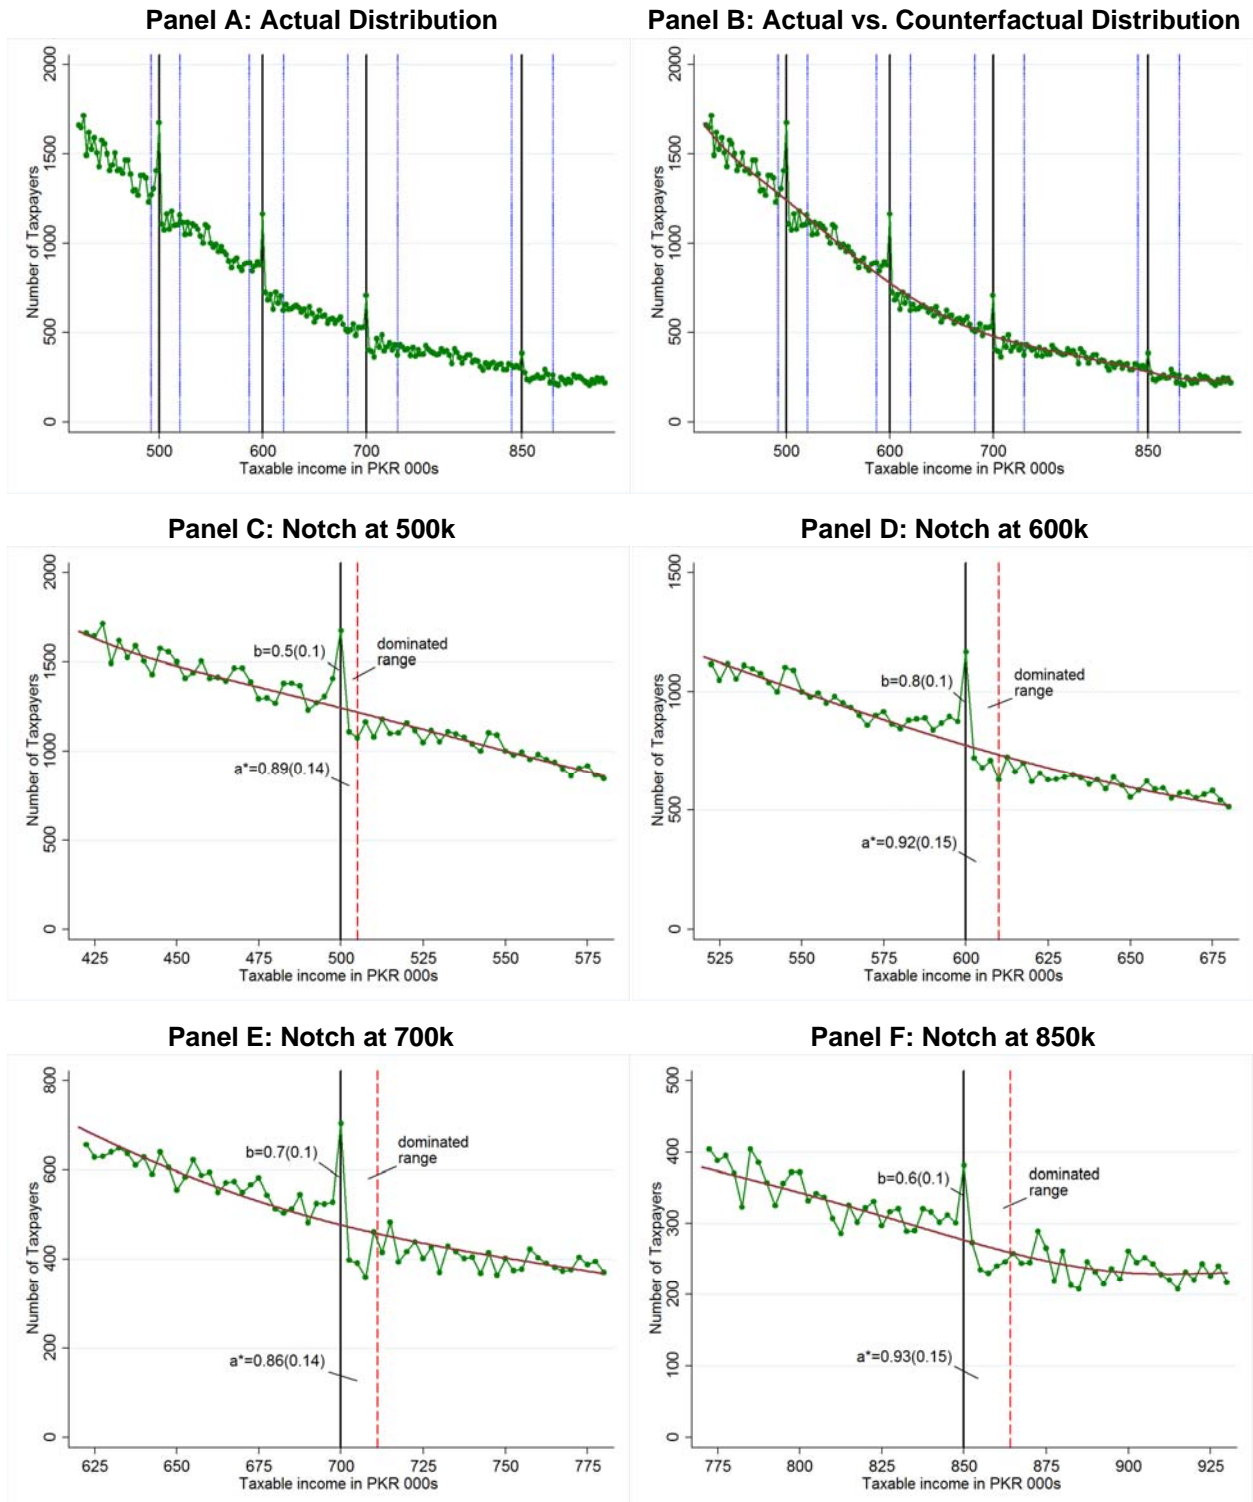 Panel A: Actual Distribution
Number of Taxpayers
0
500
1000
1500
2000
500
600
700
850
Taxable income in PKR 000s
Panel B: Actual vs. Counterfactual Distribution
Number of Taxpayers
0
500
1000
1500
2000
500
600
700
850
Taxable income in PKR 000s
Panel C: Notch at 500k
Number of Taxpayers
0
500
1000
1500
2000
b=0.5(0.1)
dominated
range
a*=0.89(0.14)
425
450
475
500
525
550
575
Taxable income in PKR 000s
Panel D: Notch at 600k
Number of Taxpayers
0
500
1000
1500
b=0.8(0.1)
dominated
range
a*=0.92(0.15)
525
550
575
600
625
650
675
Taxable income in PKR 000s
Panel E: Notch at 700k
Number of Taxpayers
0
200
400
600
800
b=0.7(0.1)
dominated
range
a*=0.86(0.14)
625
650
675
700
725
750
775
Taxable income in PKR 000s
Panel F: Notch at 850k
Number of Taxpayers
0
100
200
300
400
500
b=0.6(0.1)
dominated
range
a*=0.93(0.15)
775
800
825
850
875
900
925
Taxable income in PKR 000s